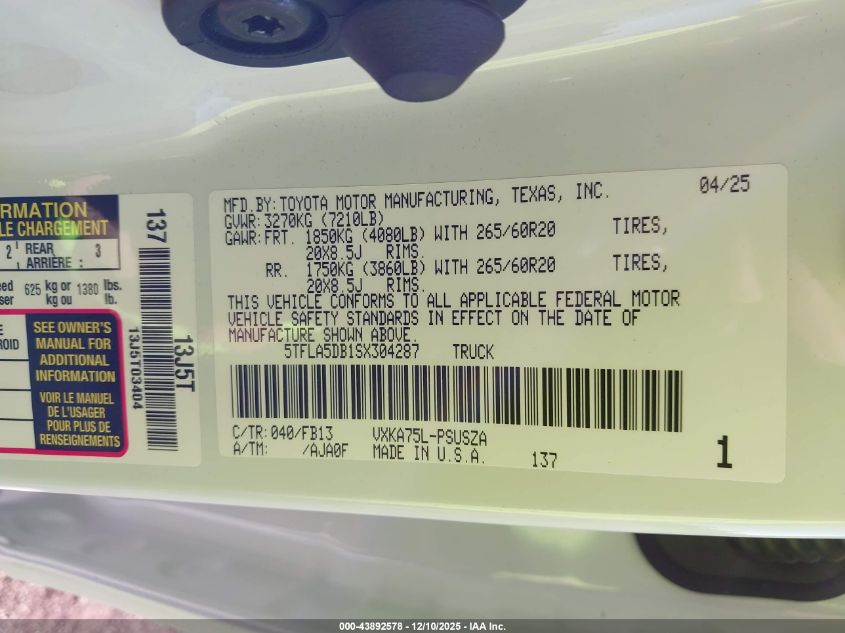 RMATION
LE CHARGEMENT
2 REAR ARRIÈRE : 3
eed 625 kg or 1380 lbs.
ser kg ou lb.
E
ROID
SEE OWNER'S
MANUAL FOR
ADDITIONAL
INFORMATION
VOIR LE MANUEL
DE L'USAGER
POUR PLUS DE
RENSEIGNEMENTS
137
13J5T03404
13J5T
MFD.BY:TOYOTA MOTOR MANUFACTURING, TEXAS, INC. 04/25
GVWR:3270KG (7210LB)
GAWR:FRT. 1850KG (4080LB) WITH 265/60R20 TIRES,
20X8.5J RIMS.
RR. 1750KG (3860LB) WITH 265/60R20 TIRES,
20X8.5J RIMS.
THIS VEHICLE CONFORMS TO ALL APPLICABLE FEDERAL MOTOR
VEHICLE SAFETY STANDARDS IN EFFECT ON THE DATE OF
MANUFACTURE SHOWN ABOVE.
5TFLA5DB1SX304287 TRUCK
C/TR:040/FB13 VXKA75L-PSUSZA
A/TM: /AJA0F MADE IN U.S.A. 137 1
000-43892578 - 12/10/2025 - IAA Inc.